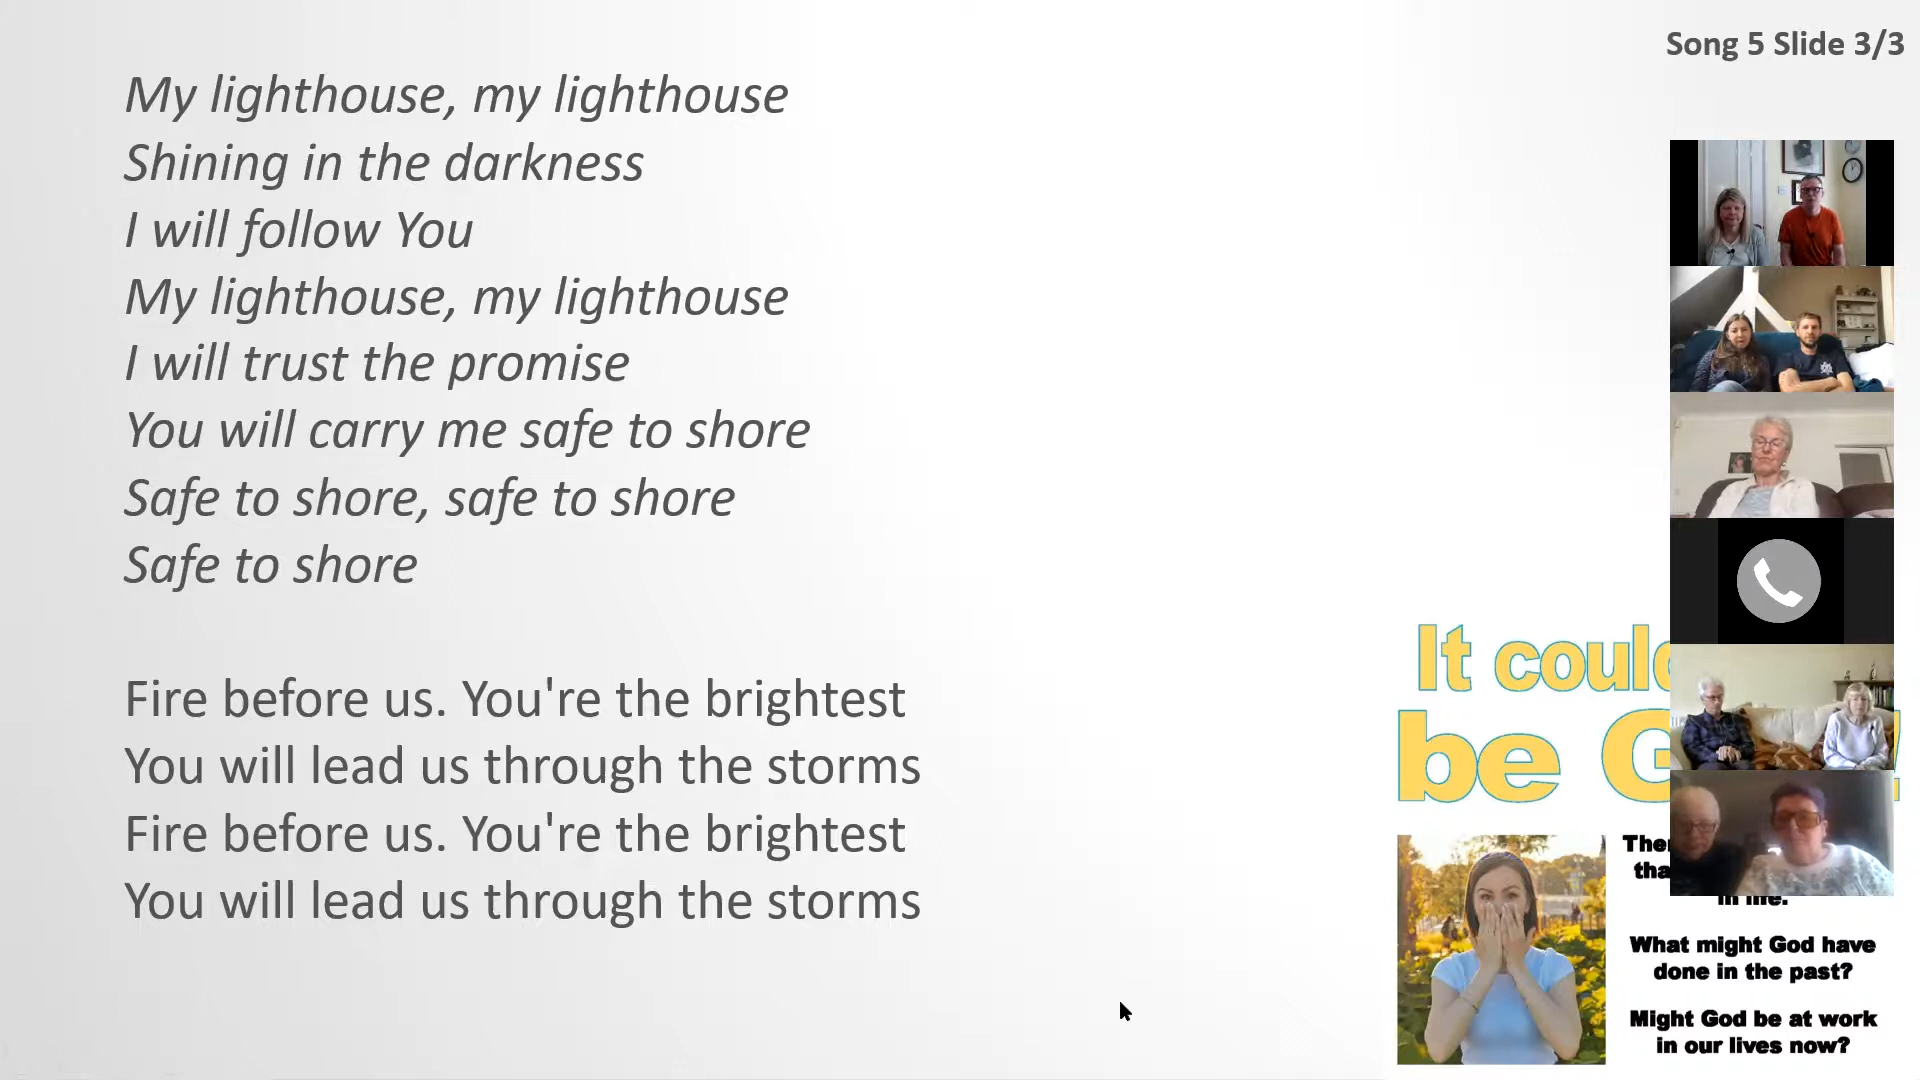 Song 5 Slide 3/3
My lighthouse, my lighthouse
Shining in the darkness
I will follow You
My lighthouse, my lighthouse
I will trust the promise
You will carry me safe to shore
Safe to shore, safe to shore
Safe to shore
Fire before us. You're the brightest
You will lead us through the storms
Fire before us. You're the brightest
You will lead us through the storms
It
be
in life.
What might God have
done in the past?
Might God be at work
in our lives now?